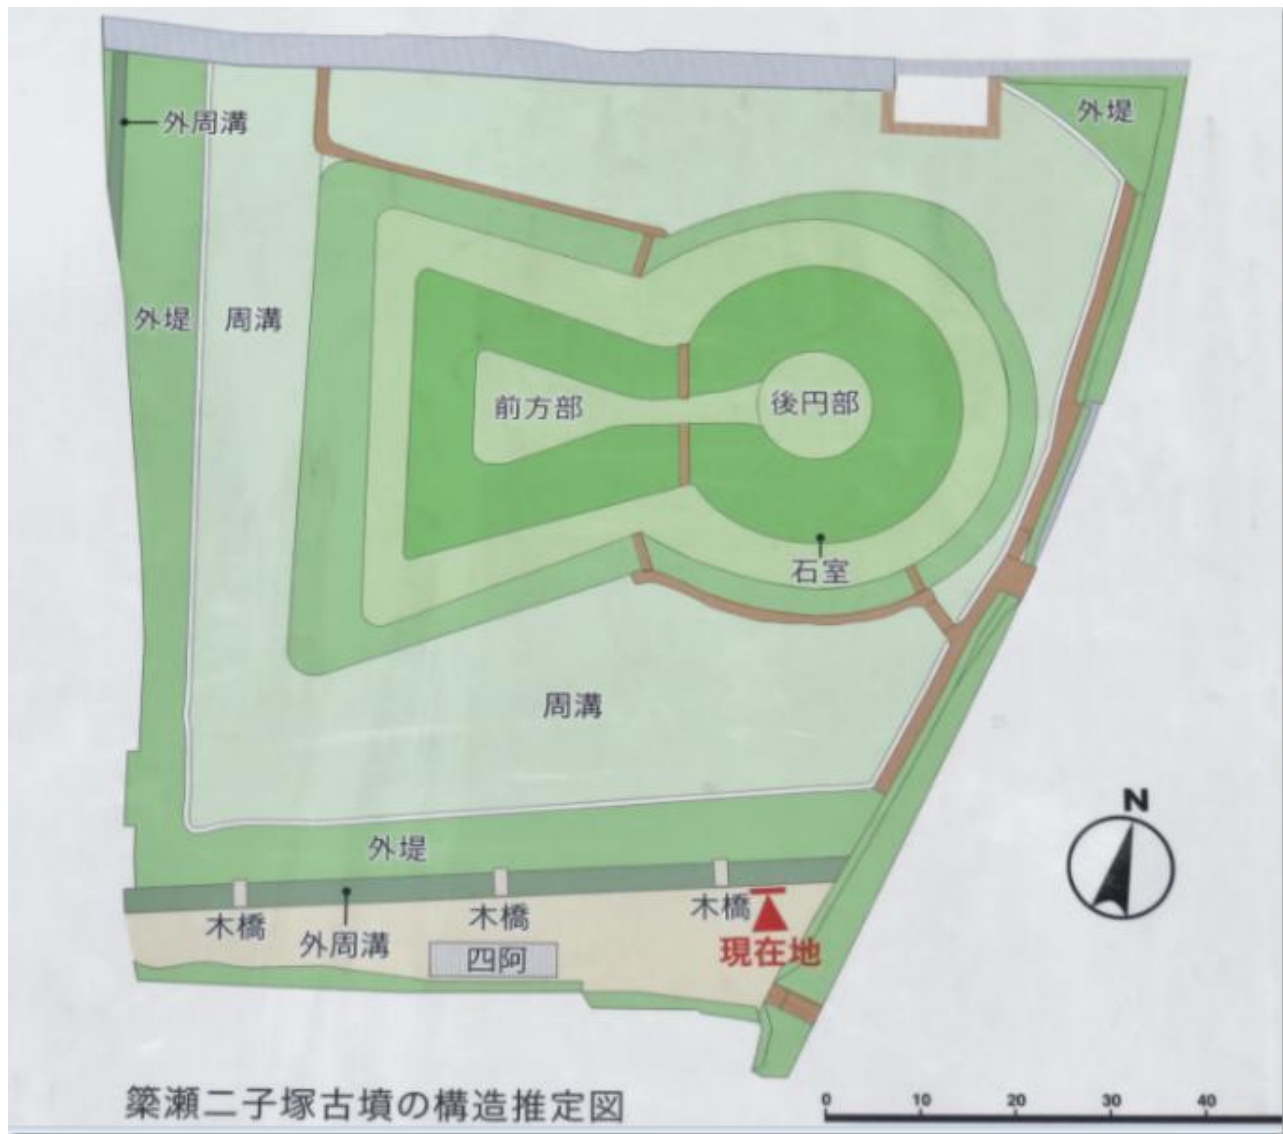 外周溝
外堤
外堤
周溝
前方部
後円部
石室
周溝
外堤
木橋
木橋
木橋
外周溝
四阿
現在地
N
簗瀬二子塚古墳の構造推定図
0 10 20 30 40